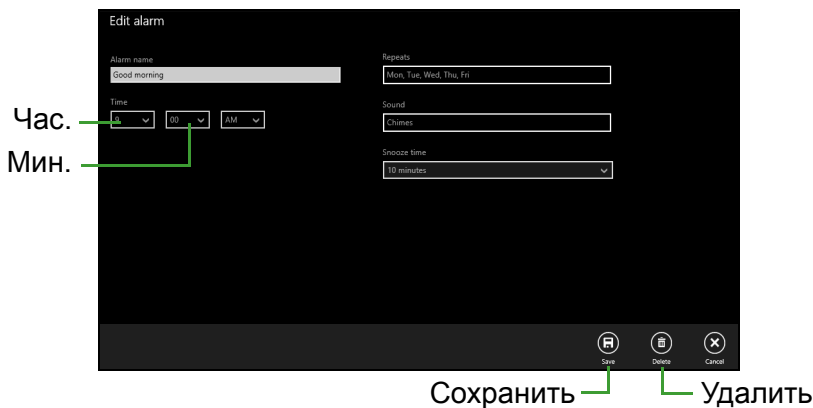 Edit alarm
Alarm name
Good morning
Time
9 00 AM
Repeats
Mon, Tue, Wed, Thu, Fri
Sound
Chimes
Snooze time
10 minutes
Час.
Мин.
Save Delete Cancel
Сохранить Удалить